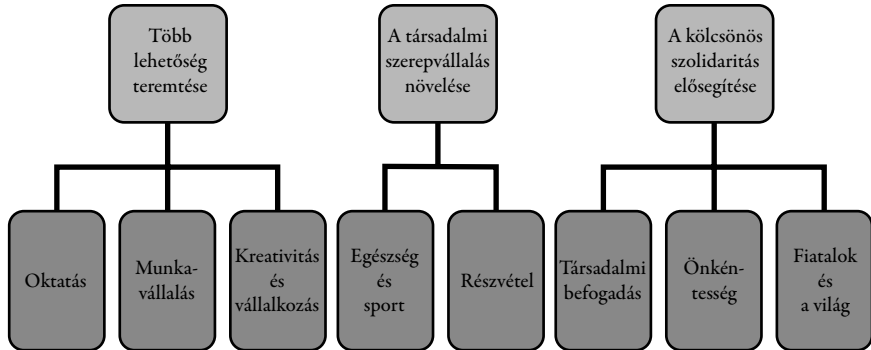 Több
lehetőség
teremtése
A társadalmi
szerepvállalás
növelése
A kölcsönös
szolidaritás
elősegítése
Oktatás
Munka-
vállalás
Kreativitás
és
vállalkozás
Egészség
és
sport
Részvétel
Társadalmi
befogadás
Önkén-
tesség
Fiatalok
és
a világ